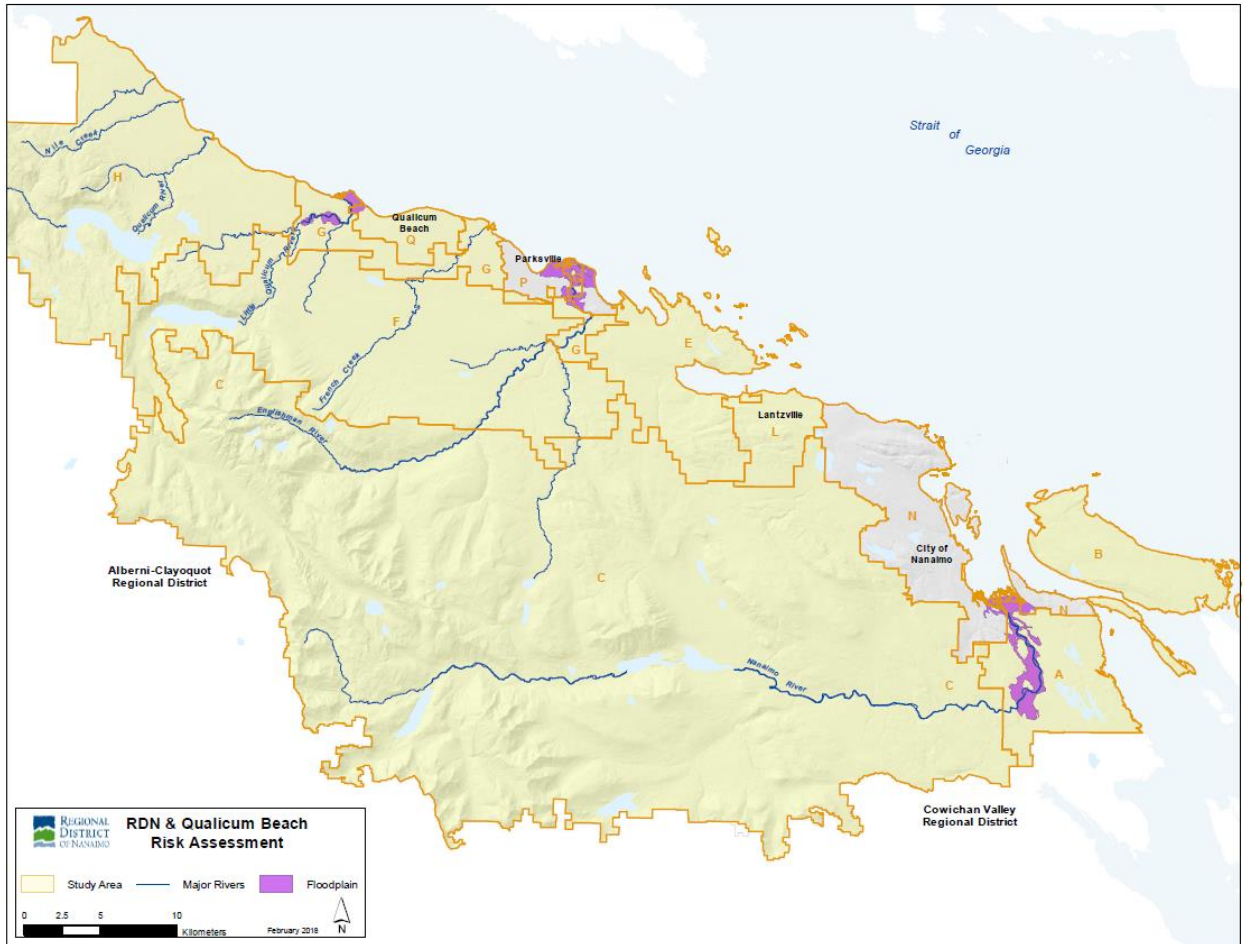 Strait
of
Georgia
Nile Creek
H
Qualicum River
G
Qualicum
Beach
Q
Little Qualicum River
G
Parksville
P
F
E
G
French Creek
C
Englishman River
Lantzville
L
N
City of
Nanaimo
B
Alberni-Clayoquot
Regional District
C
N
Nanaimo River
C
A
Cowichan Valley
Regional District
REGIONAL
DISTRICT
OF NANAIMO
RDN & Qualicum Beach
Risk Assessment
Study Area
Major Rivers
Floodplain
0 2.5 5 10
Kilometers
February 2018
N